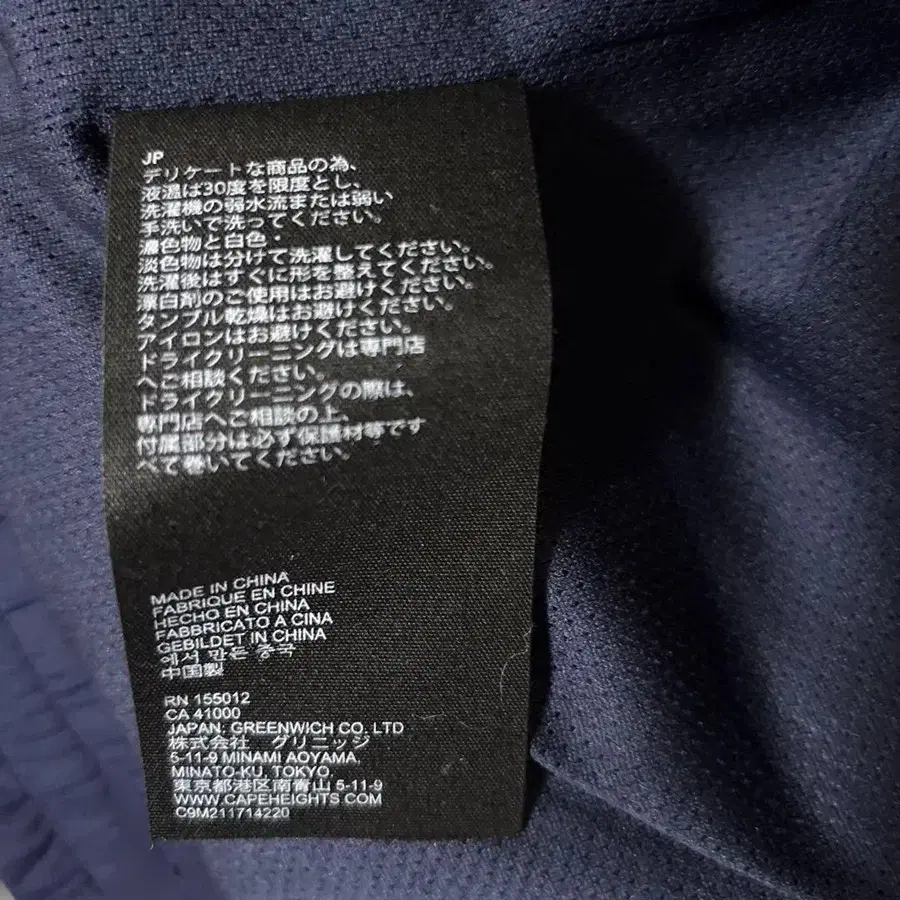 JP
デリケートな商品の為、
液温は30度を限度とし、
洗濯機の弱水流または弱い
手洗いで洗ってください。
濃色物と白色・
淡色物は分けて洗濯してください。
洗濯後はすぐに形を整えてください。
漂白剤のご使用はお避けください。
タンブル乾燥はお避けください。
アイロンはお避けください。
ドライクリーニングは専門店
へご相談ください。
ドライクリーニングの際は、
専門店へご相談の上、
付属部分は必ず保護材等です
べて巻いてください。
MADE IN CHINA
FABRIQUE EN CHINE
HECHO EN CHINA
FABBRICATO A CINA
GEBILDET IN CHINA
에서 만든 중국
中国製
RN 155012
CA 41000
JAPAN, GREENWICH CO. LTD
株式会社 グリニッジ
5-11-9 MINAMI AOYAMA,
MINATO-KU, TOKYO,
東京都港区南青山 5-11-9
WWW.CAPEHEIGHTS.COM
C9M211714220